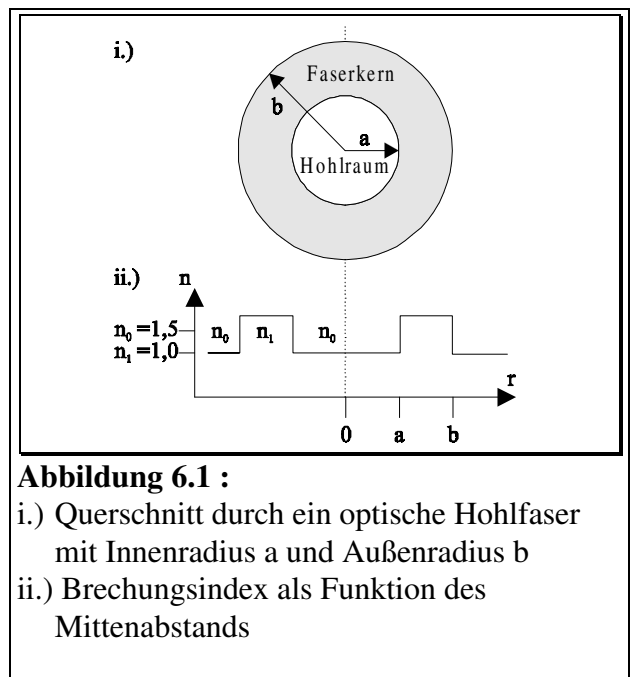 i.)
Faserkern
b
a
Hohlraum
ii.) n
n₀ =1,5
n₁ =1,0
n₀ n₁ n₀
r
0 a b
Abbildung 6.1 :
i.) Querschnitt durch ein optische Hohlfaser
mit Innenradius a und Außenradius b
ii.) Brechungsindex als Funktion des
Mittenabstands